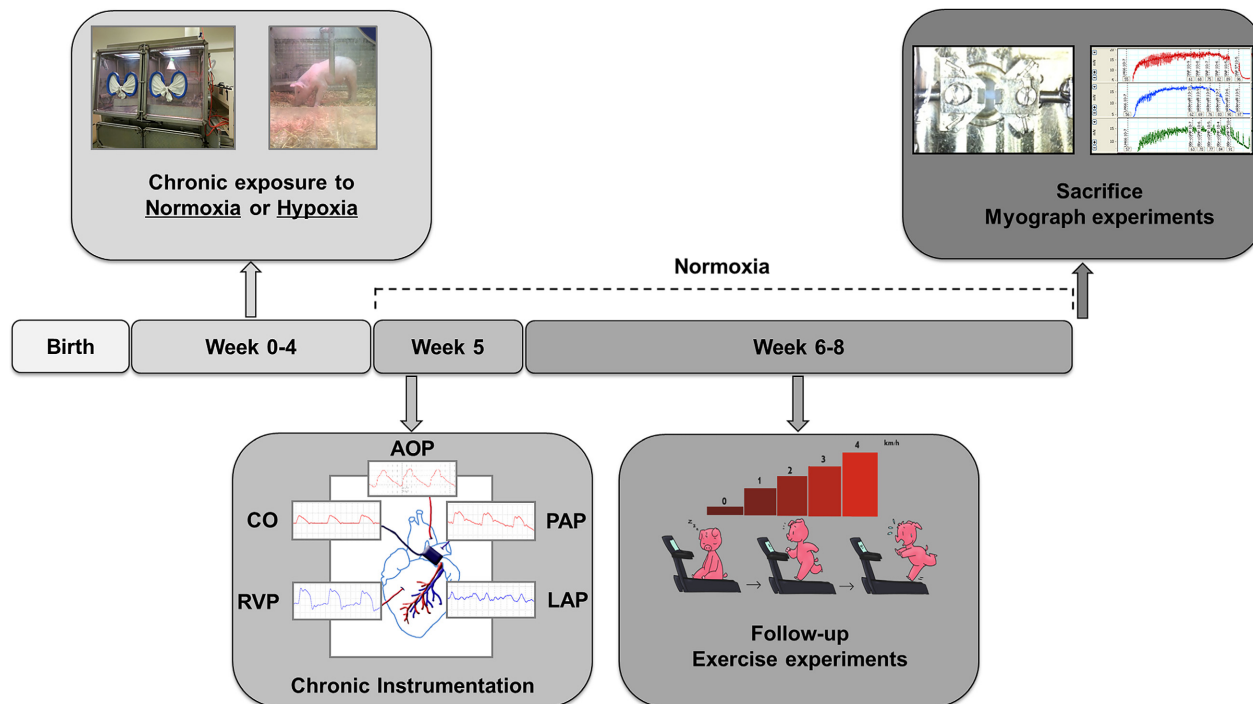 Chronic exposure to
Normoxia or Hypoxia
Sacrifice
Myograph experiments
Normoxia
Birth
Week 0-4
Week 5
Week 6-8
AOP
CO
PAP
RVP
LAP
Chronic Instrumentation
0
1
2
3
4
km/h
Follow-up
Exercise experiments